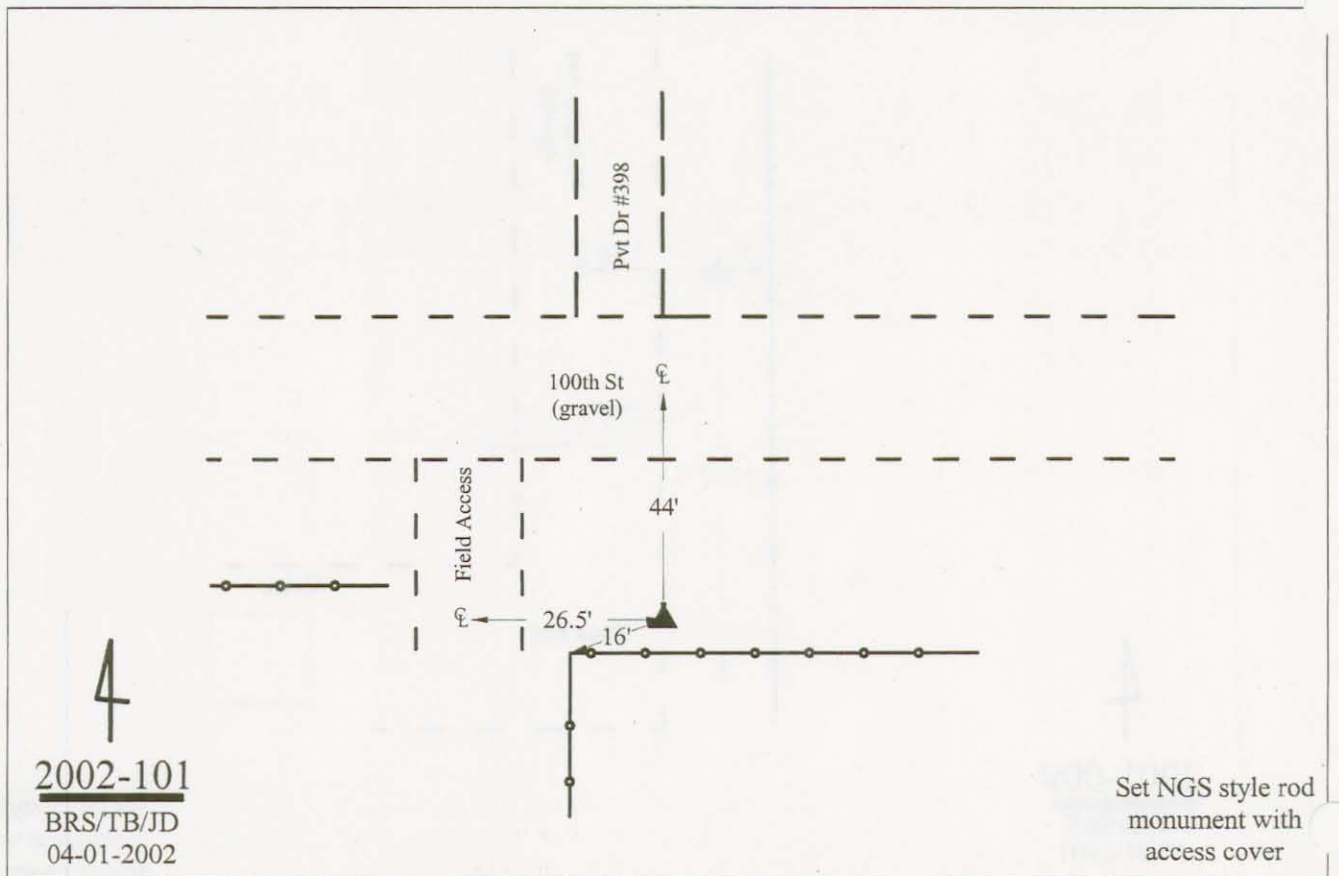 Pvt Dr #398
100th St
(gravel)
℄
Field Access
44'
℄
26.5'
16'
2002-101
BRS/TB/JD
04-01-2002
Set NGS style rod
monument with
access cover